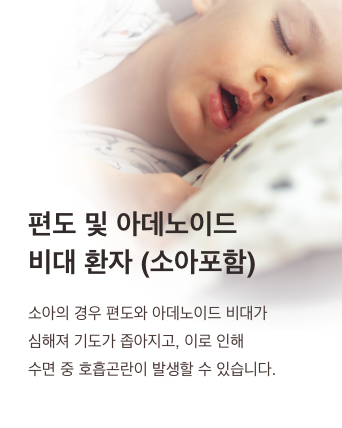 편도 및 아데노이드
비대 환자 (소아포함)
소아의 경우 편도와 아데노이드 비대가
심해져 기도가 좁아지고, 이로 인해
수면 중 호흡곤란이 발생할 수 있습니다.